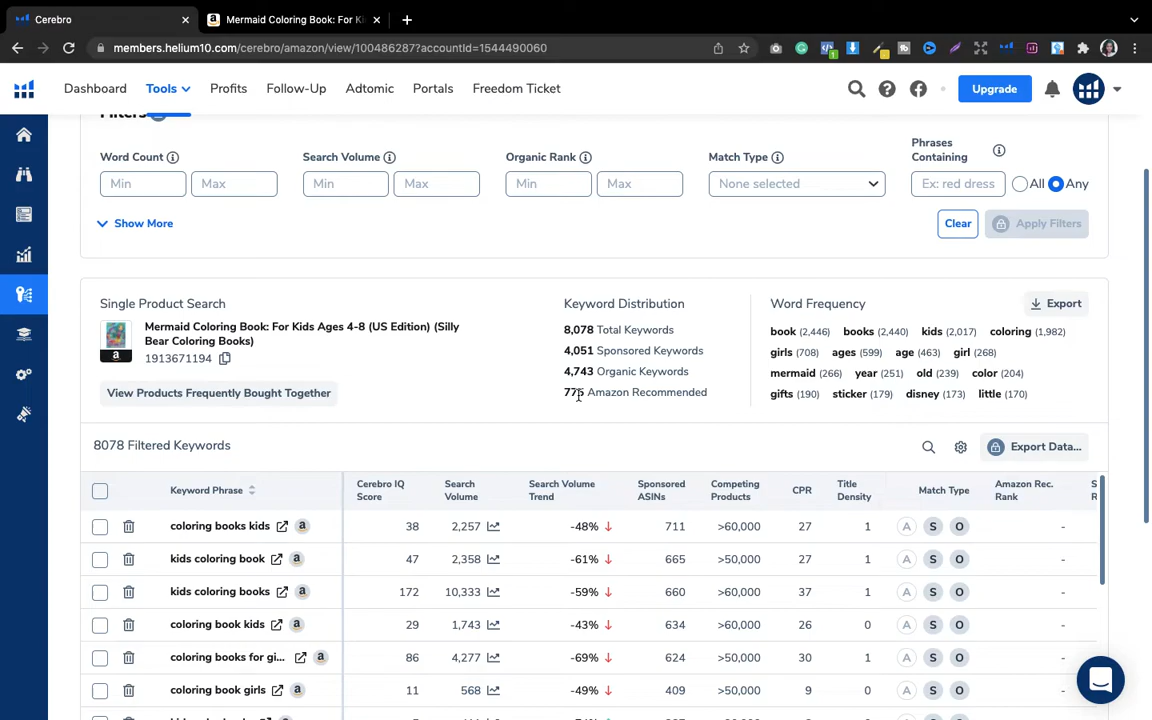 Cerebro
Mermaid Coloring Book: For Ki
members.helium10.com/cerebro/amazon/view/100486287?accountId=1544490060
Dashboard Tools Profits Follow-Up Adtomic Portals Freedom Ticket Upgrade
Filters
Word Count Search Volume Organic Rank Match Type Phrases Containing
Min Max Min Max Min Max None selected Ex: red dress All Any
Show More Clear Apply Filters
Single Product Search Keyword Distribution Word Frequency Export
Mermaid Coloring Book: For Kids Ages 4-8 (US Edition) (Silly
Bear Coloring Books)
1913671194
View Products Frequently Bought Together
8,078 Total Keywords
4,051 Sponsored Keywords
4,743 Organic Keywords
775 Amazon Recommended
book (2,446) books (2,440) kids (2,017) coloring (1,982)
girls (708) ages (599) age (463) girl (268)
mermaid (266) year (251) old (239) color (204)
gifts (190) sticker (179) disney (173) little (170)
8078 Filtered Keywords Export Data...
Keyword Phrase Cerebro IQ Score Search Volume Search Volume Trend Sponsored ASINs Competing Products CPR Title Density Match Type Amazon Rec. Rank
coloring books kids a 38 2,257 -48% 711 >60,000 27 1 A S O -
kids coloring book a 47 2,358 -61% 665 >50,000 27 1 A S O -
kids coloring books a 172 10,333 -59% 660 >60,000 37 1 A S O -
coloring book kids a 29 1,743 -43% 634 >60,000 26 0 A S O -
coloring books for gi... a 86 4,277 -69% 624 >50,000 30 1 A S O -
coloring book girls a 11 568 -49% 409 >50,000 9 0 A S O -